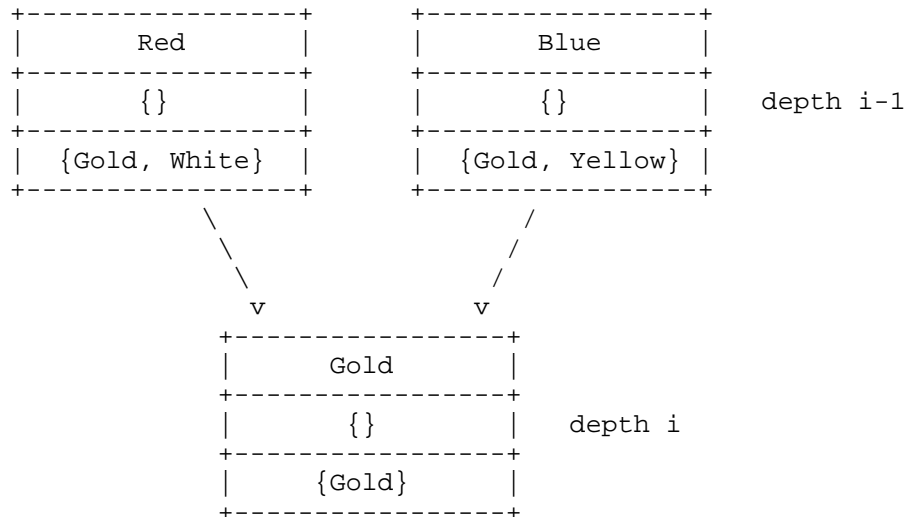 +-----------------+      +-----------------+
|       Red       |      |       Blue      |
+-----------------+      +-----------------+
|       {}        |      |       {}        |   depth i-1
+-----------------+      +-----------------+
|  {Gold, White}  |      |  {Gold, Yellow} |
+-----------------+      +-----------------+
            \                   /
             \                 /
              \               /
               v             v
             +-----------------+
             |      Gold       |
             +-----------------+
             |       {}        |   depth i
             +-----------------+
             |     {Gold}      |
             +-----------------+